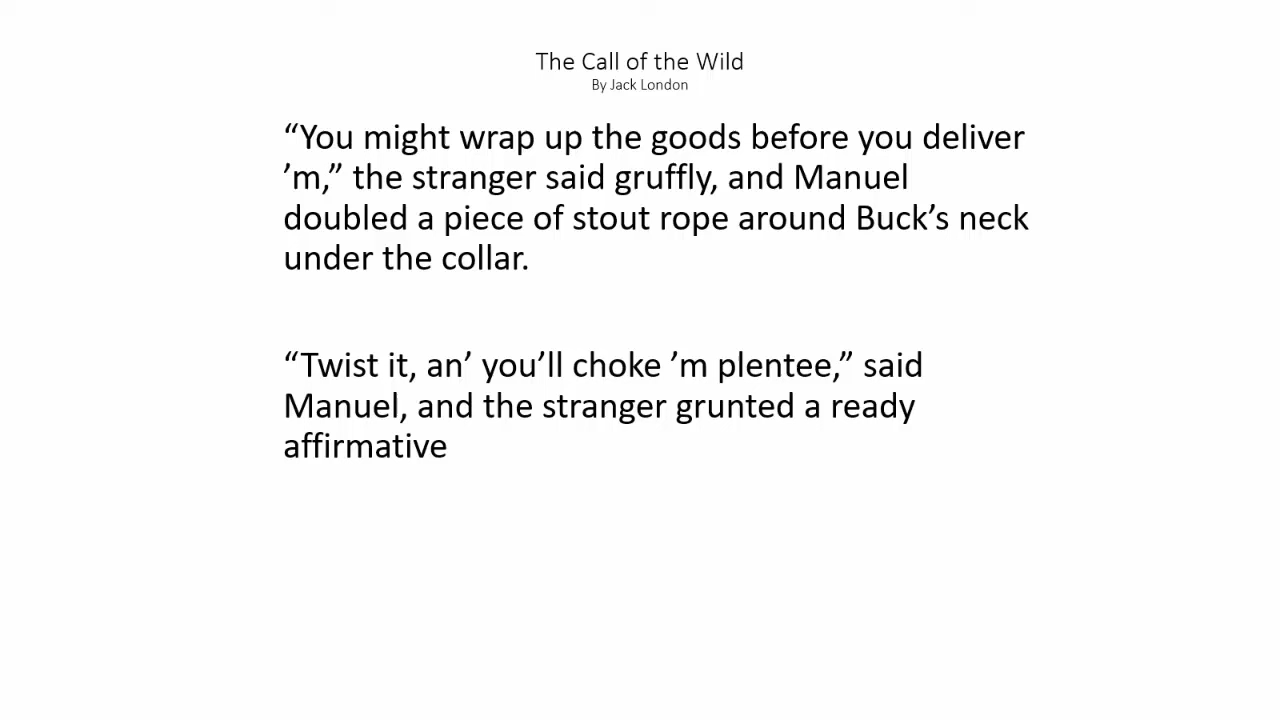 The Call of the Wild
By Jack London
“You might wrap up the goods before you deliver
’m,” the stranger said gruffly, and Manuel
doubled a piece of stout rope around Buck’s neck
under the collar.
“Twist it, an’ you’ll choke ’m plentee,” said
Manuel, and the stranger grunted a ready
affirmative